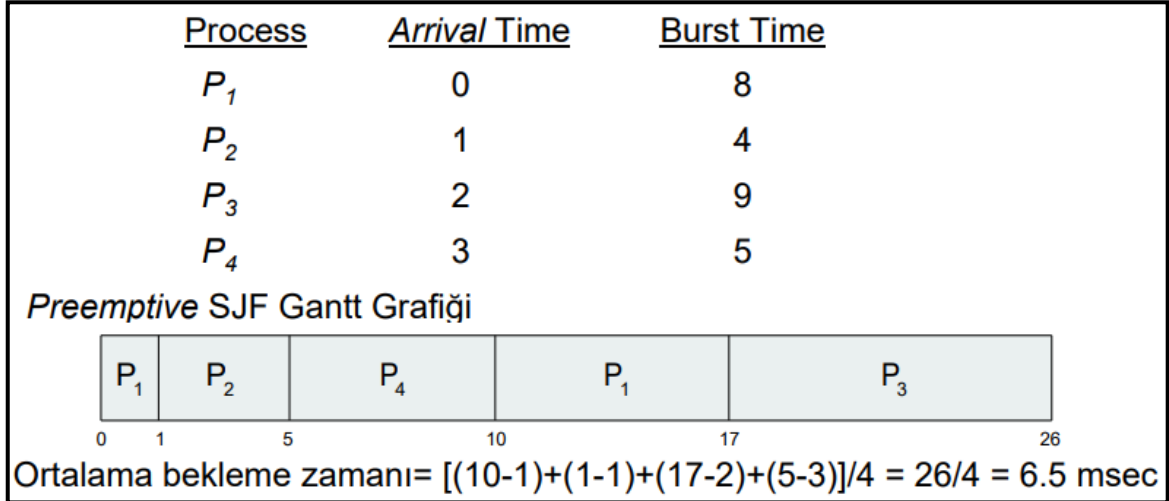 Process Arrival Time Burst Time
P1 0 8
P2 1 4
P3 2 9
P4 3 5
Preemptive SJF Gantt Grafiği
P1 P2 P4 P1 P3
0 1 5 10 17 26
Ortalama bekleme zamanı= [(10-1)+(1-1)+(17-2)+(5-3)]/4 = 26/4 = 6.5 msec